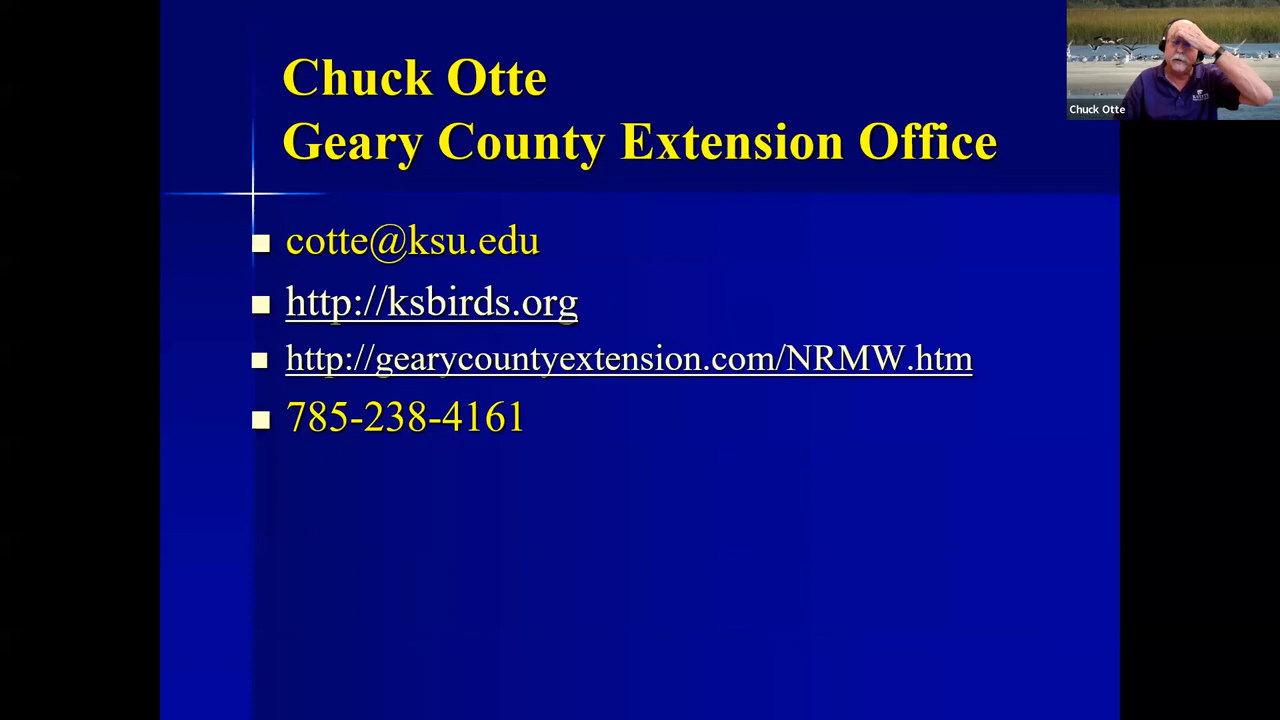 Chuck Otte
Geary County Extension Office
cotte@ksu.edu
http://ksbirds.org
http://gearycountyextension.com/NRMW.htm
785-238-4161
Chuck Otte